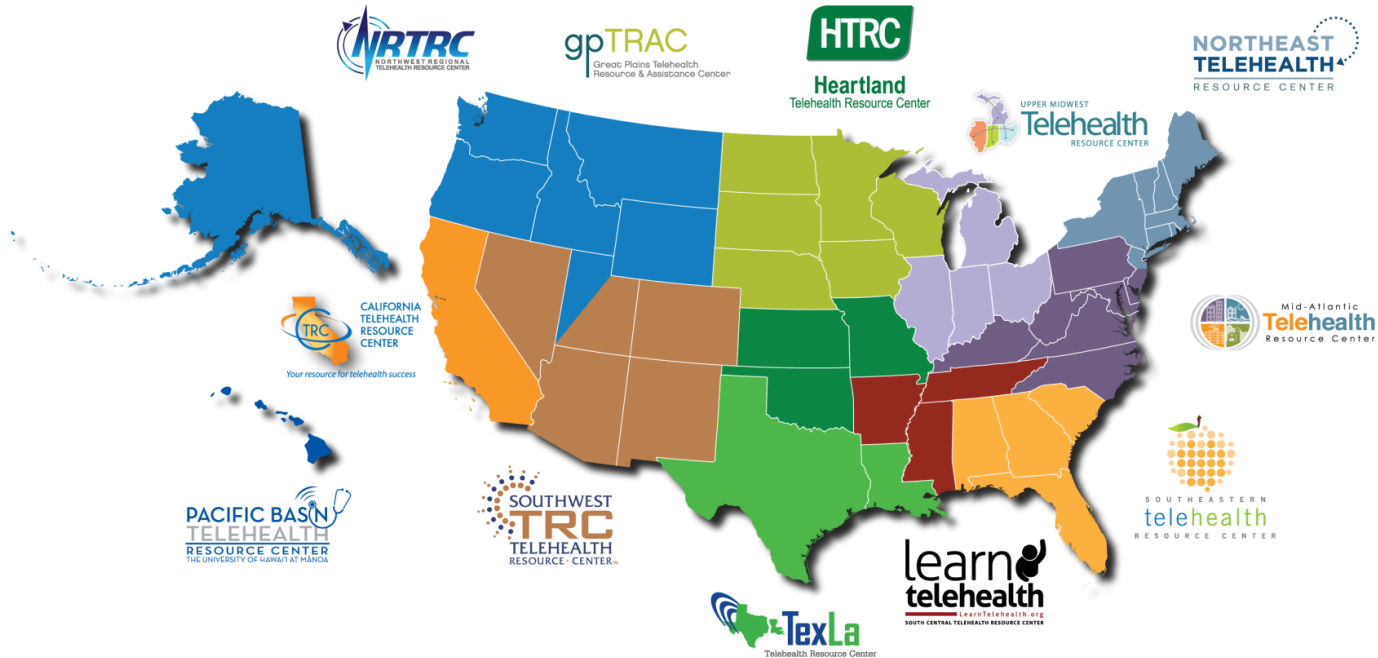 NRTRC
NORTHWEST REGIONAL
TELEHEALTH RESOURCE CENTER
gpTRAC
Great Plains Telehealth
Resource & Assistance Center
HTRC
Heartland
Telehealth Resource Center
NORTHEAST
TELEHEALTH
RESOURCE CENTER
UPPER MIDWEST
Telehealth
RESOURCE CENTER
TRC
CALIFORNIA
TELEHEALTH
RESOURCE
CENTER
Your resource for telehealth success
Mid-Atlantic
Telehealth
Resource Center
PACIFIC BASIN
TELEHEALTH
RESOURCE CENTER
THE UNIVERSITY OF HAWAI'I AT MĀNOA
SOUTHWEST
TRC
TELEHEALTH
RESOURCE · CENTER
SOUTHEASTERN
telehealth
RESOURCE CENTER
learn
telehealth
LearnTelehealth.org
SOUTH CENTRAL TELEHEALTH RESOURCE CENTER
TexLa
Telehealth Resource Center